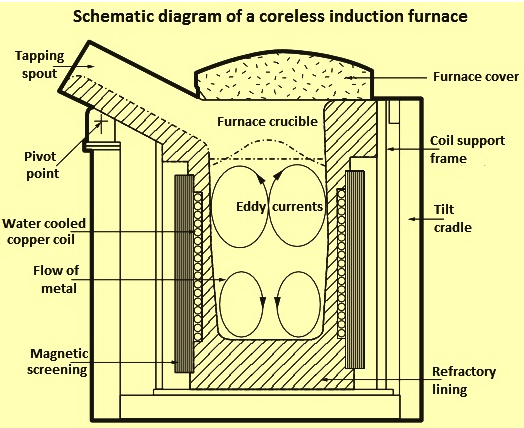 Schematic diagram of a coreless induction furnace
Tapping
spout
Furnace cover
Furnace crucible
Coil support
frame
Pivot
point
Eddy currents
Tilt
cradle
Water cooled
copper coil
Flow of
metal
Magnetic
screening
Refractory
lining